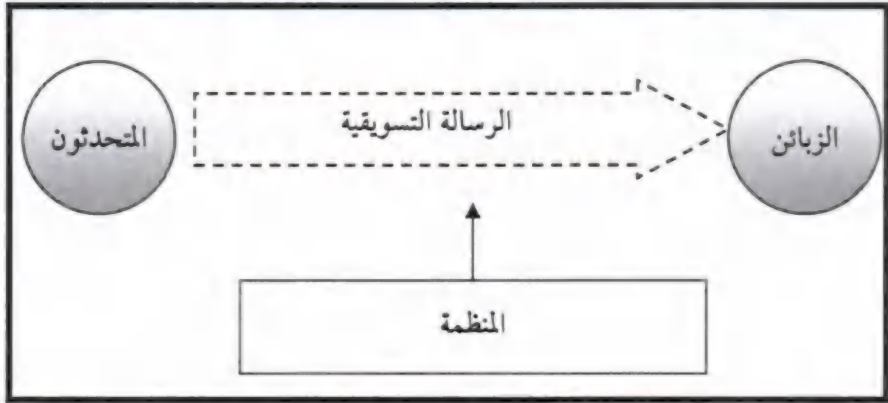 الزبائن
الرسالة التسويقية
المتحدثون
المنظمة